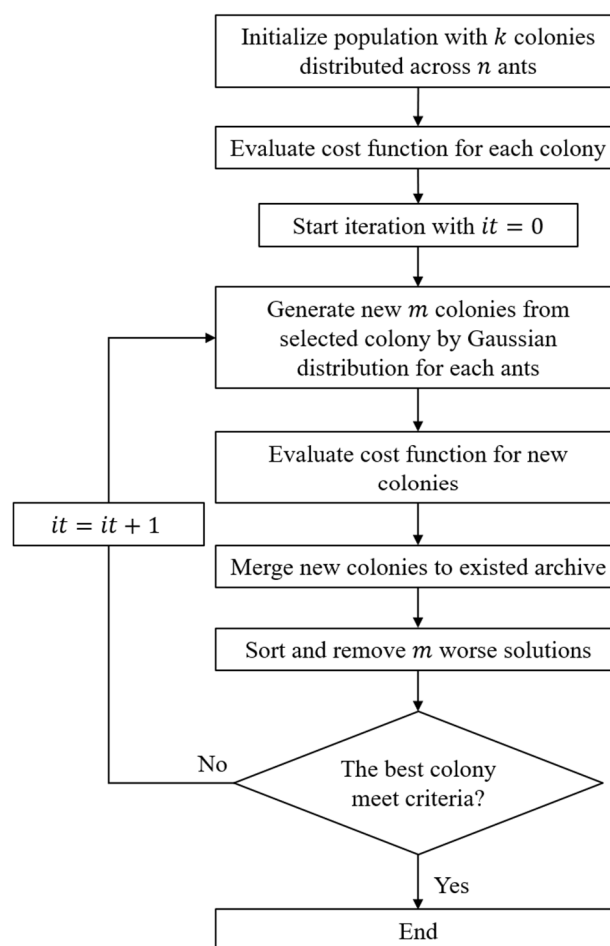 Initialize population with k colonies
distributed across n ants
Evaluate cost function for each colony
Start iteration with it = 0
Generate new m colonies from
selected colony by Gaussian
distribution for each ants
Evaluate cost function for new
colonies
it = it + 1
Merge new colonies to existed archive
Sort and remove m worse solutions
No
The best colony
meet criteria?
Yes
End